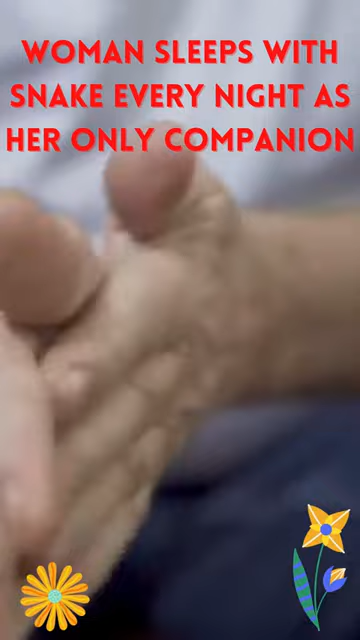 WOMAN SLEEPS WITH
SNAKE EVERY NIGHT AS
HER ONLY COMPANION